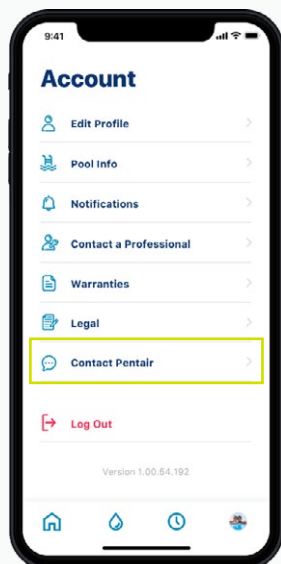 9:41
Account
Edit Profile
Pool Info
Notifications
Contact a Professional
Warranties
Legal
Contact Pentair
Log Out
Version 1.00.54.192